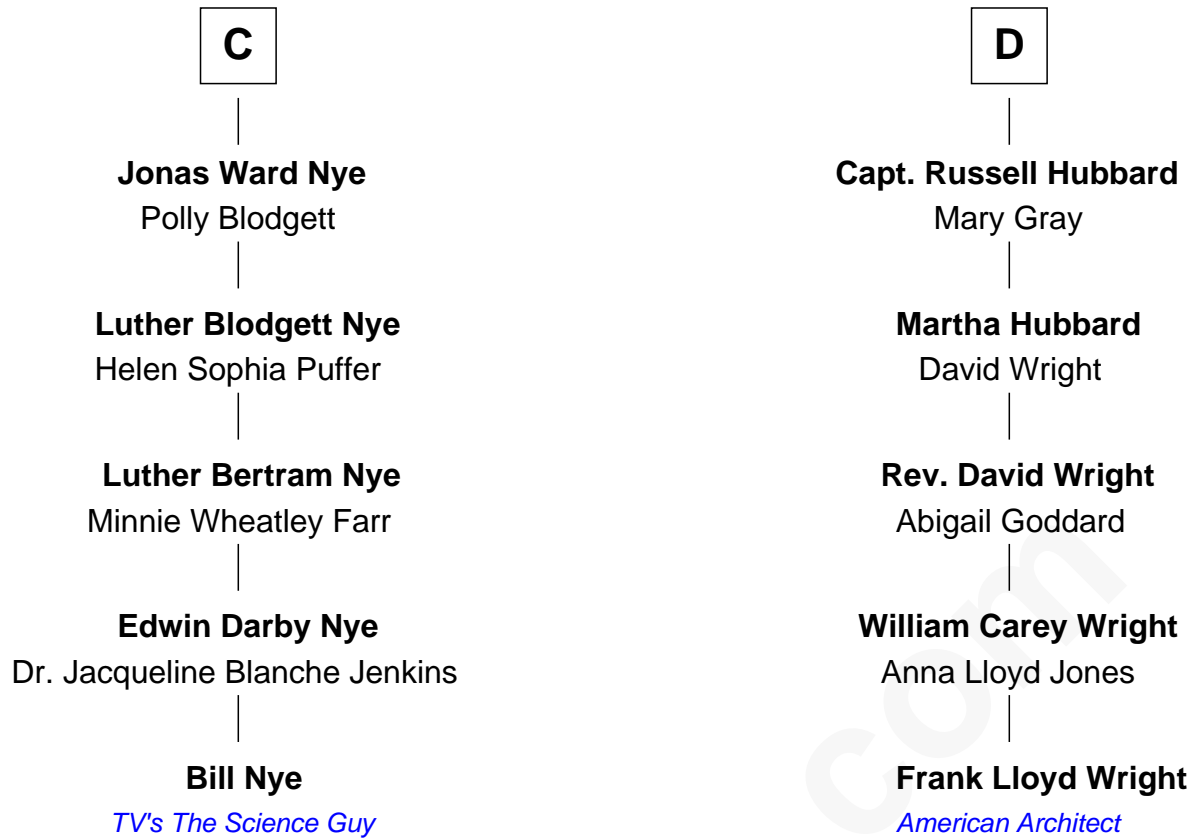 C
Jonas Ward Nye
Polly Blodgett
Luther Blodgett Nye
Helen Sophia Puffer
Luther Bertram Nye
Minnie Wheatley Farr
Edwin Darby Nye
Dr. Jacqueline Blanche Jenkins
Bill Nye
TV's The Science Guy
D
Capt. Russell Hubbard
Mary Gray
Martha Hubbard
David Wright
Rev. David Wright
Abigail Goddard
William Carey Wright
Anna Lloyd Jones
Frank Lloyd Wright
American Architect
com